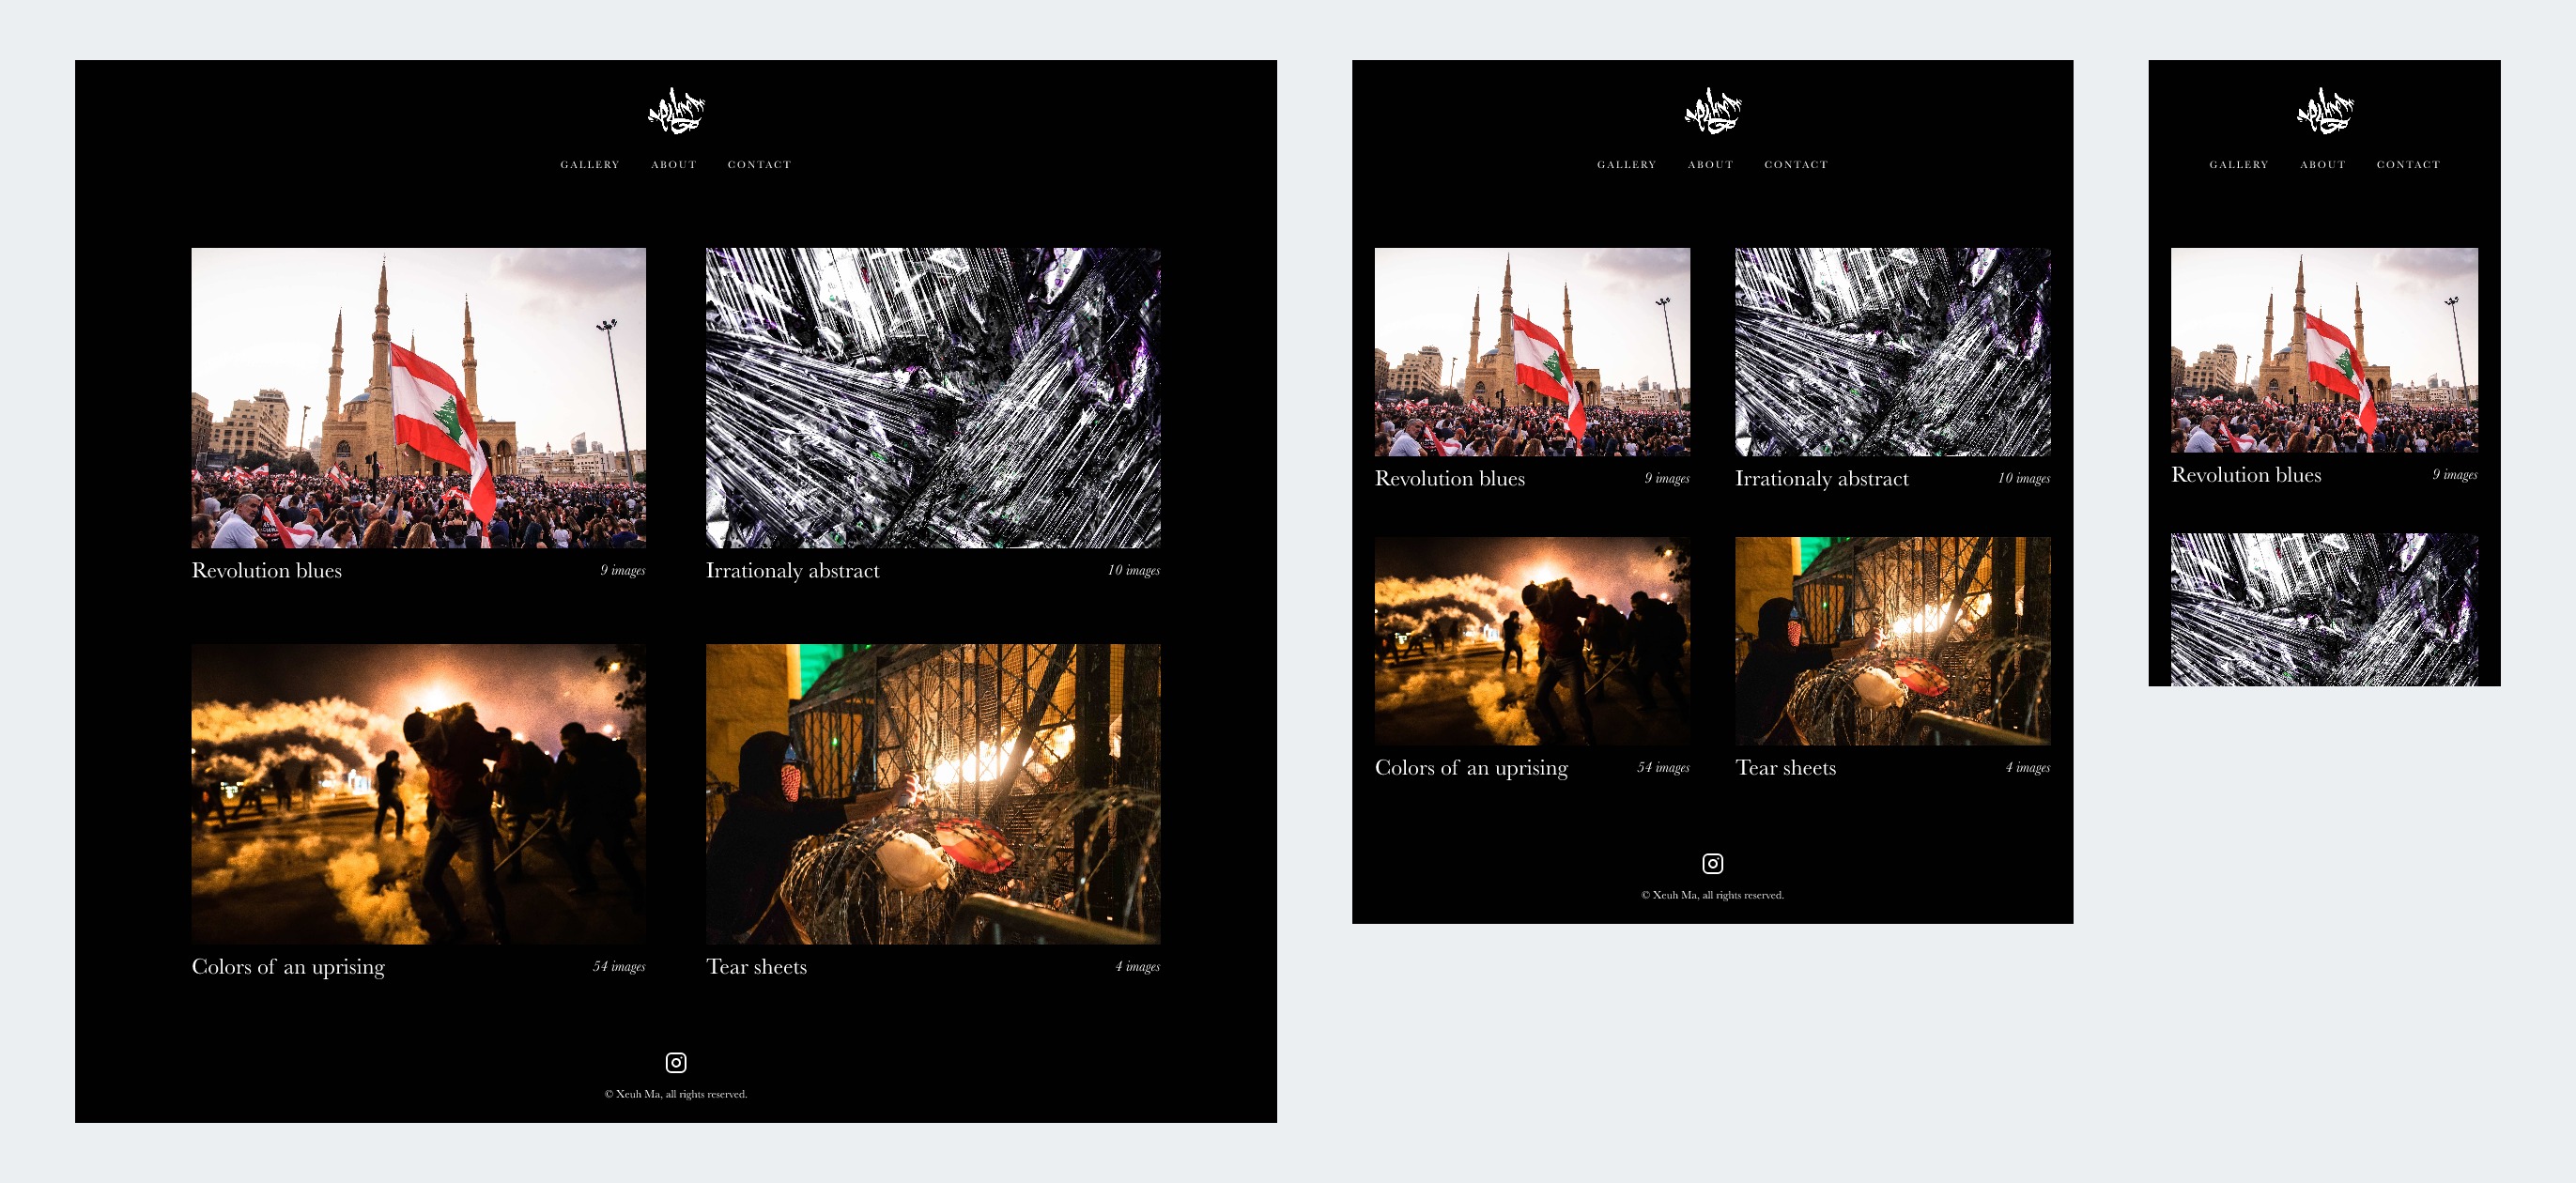 GALLERY ABOUT CONTACT
Revolution blues 9 images
Irrationaly abstract 10 images
Colors of an uprising 54 images
Tear sheets 4 images
© Xeuh Ma, all rights reserved.
GALLERY ABOUT CONTACT
Revolution blues 9 images
Irrationaly abstract 10 images
Colors of an uprising 54 images
Tear sheets 4 images
© Xeuh Ma, all rights reserved.
GALLERY ABOUT CONTACT
Revolution blues 9 images